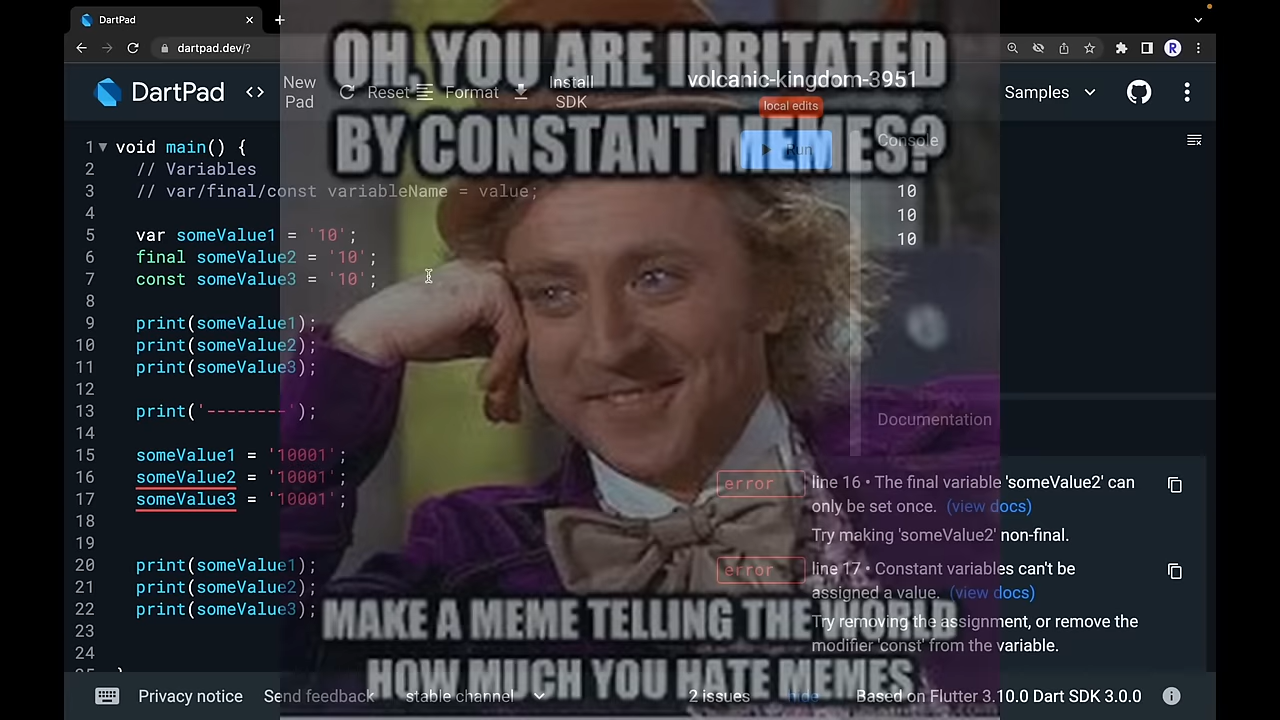 DartPad
dartpad.dev/?
R
OH, YOU ARE IRRITATED
BY CONSTANT MEMES?
DartPad
<>
New
Pad
Reset
Format
Install
SDK
volcanic-kingdom-3951
local edits
Samples
Run
Console
10
10
10
1 void main() {
2 // Variables
3 // var/final/const variableName = value;
4
5 var someValue1 = '10';
6 final someValue2 = '10';
7 const someValue3 = '10';
8
9 print(someValue1);
10 print(someValue2);
11 print(someValue3);
12
13 print('--------');
14
15 someValue1 = '10001';
16 someValue2 = '10001';
17 someValue3 = '10001';
18
19
20 print(someValue1);
21 print(someValue2);
22 print(someValue3);
23
24
25 }
Documentation
error
line 16 • The final variable 'someValue2' can
only be set once. (view docs)
Try making 'someValue2' non-final.
error
line 17 • Constant variables can't be
assigned a value. (view docs)
Try removing the assignment, or remove the
modifier 'const' from the variable.
MAKE A MEME TELLING THE WORLD
HOW MUCH YOU HATE MEMES
Privacy notice
Send feedback
stable channel
2 issues
hide
Based on Flutter 3.10.0 Dart SDK 3.0.0